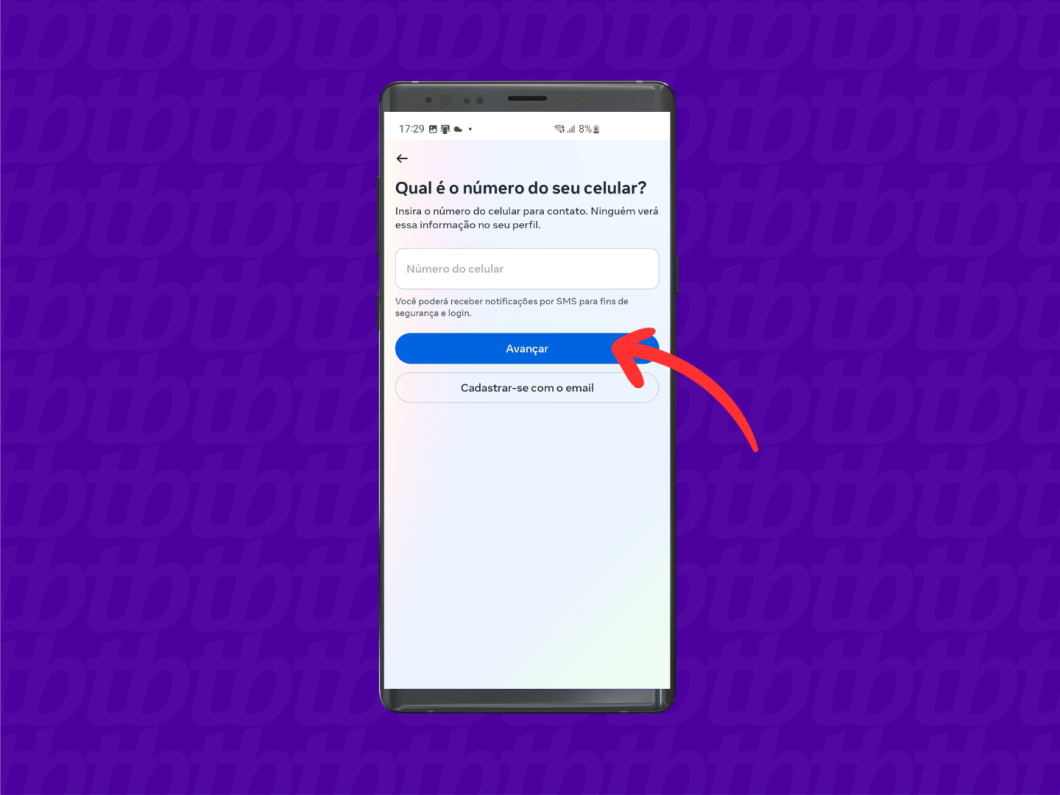 17:29
8%
Qual é o número do seu celular?
Insira o número do celular para contato. Ninguém verá
essa informação no seu perfil.
Número do celular
Você poderá receber notificações por SMS para fins de
segurança e login.
Avançar
Cadastrar-se com o email